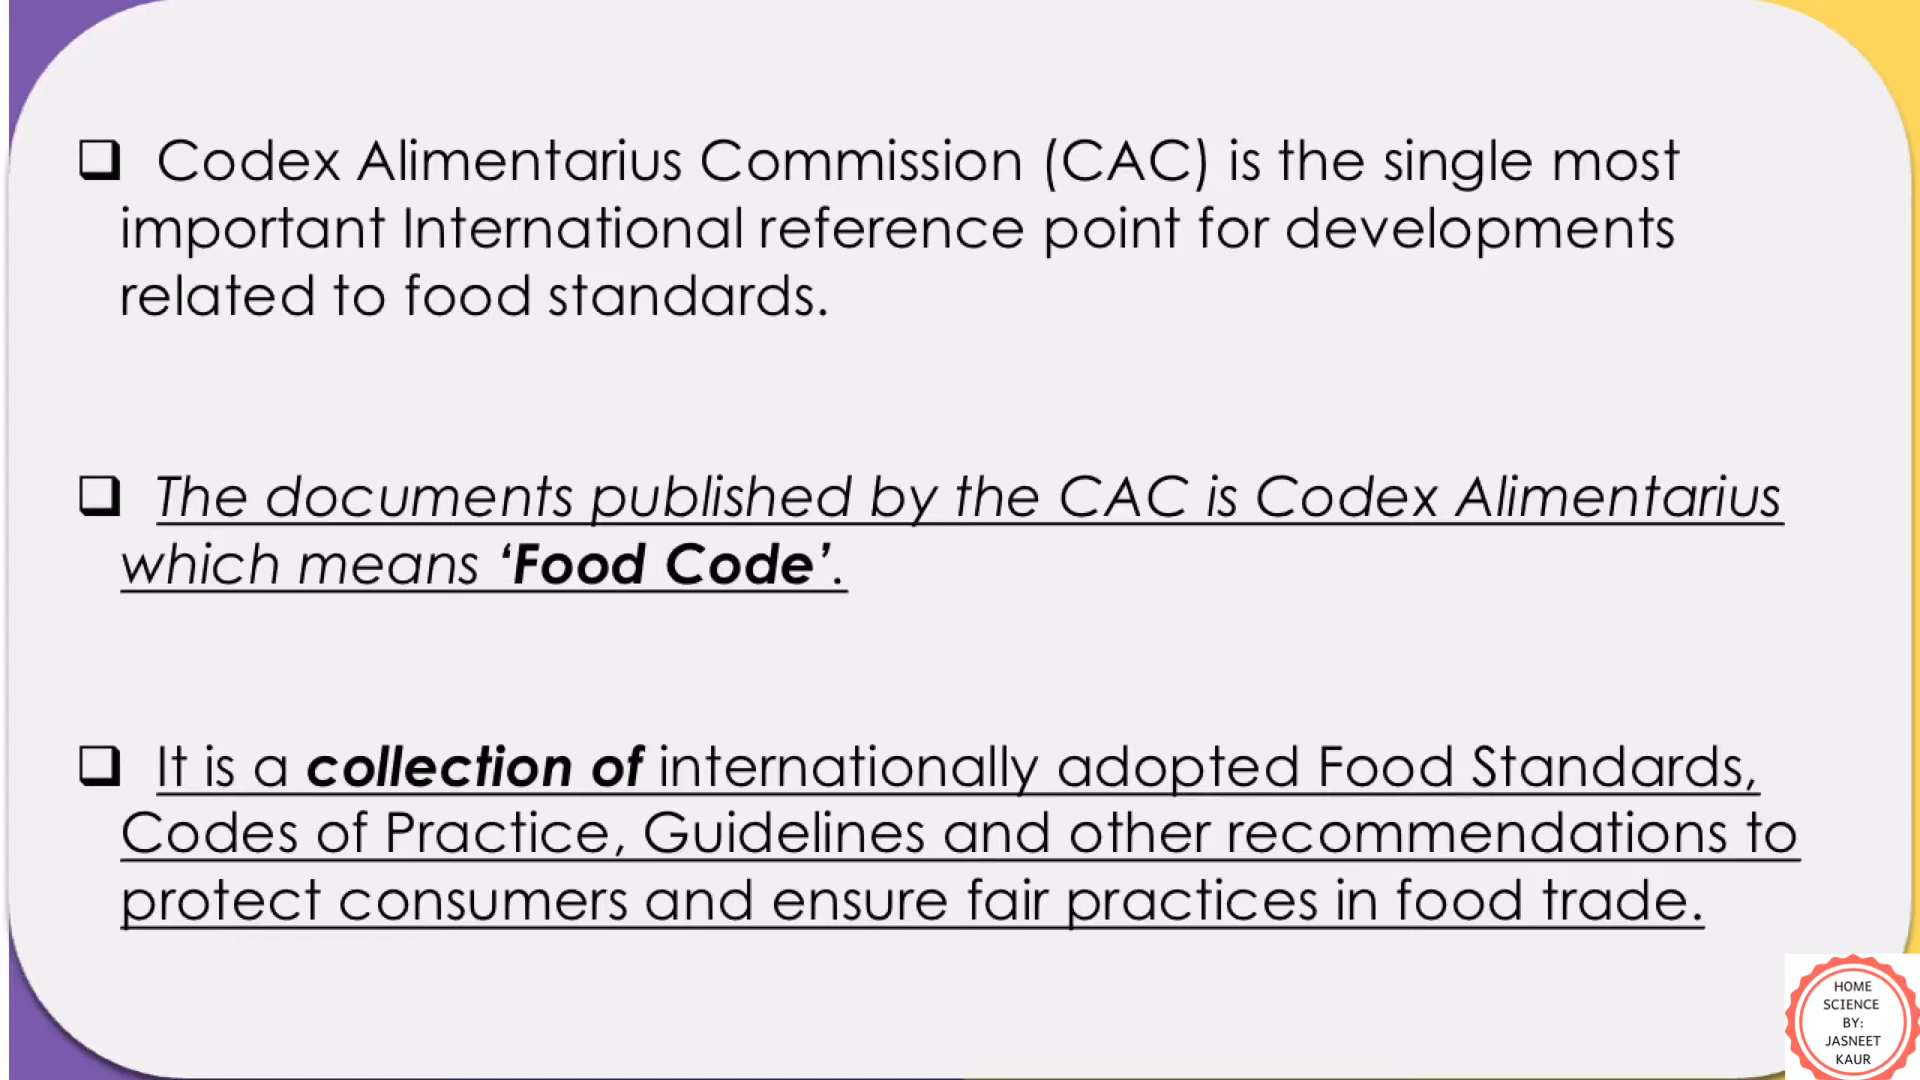 ❑ Codex Alimentarius Commission (CAC) is the single most
important International reference point for developments
related to food standards.
❑ The documents published by the CAC is Codex Alimentarius
which means ‘Food Code’.
❑ It is a collection of internationally adopted Food Standards,
Codes of Practice, Guidelines and other recommendations to
protect consumers and ensure fair practices in food trade.
HOME
SCIENCE
BY:
JASNEET
KAUR